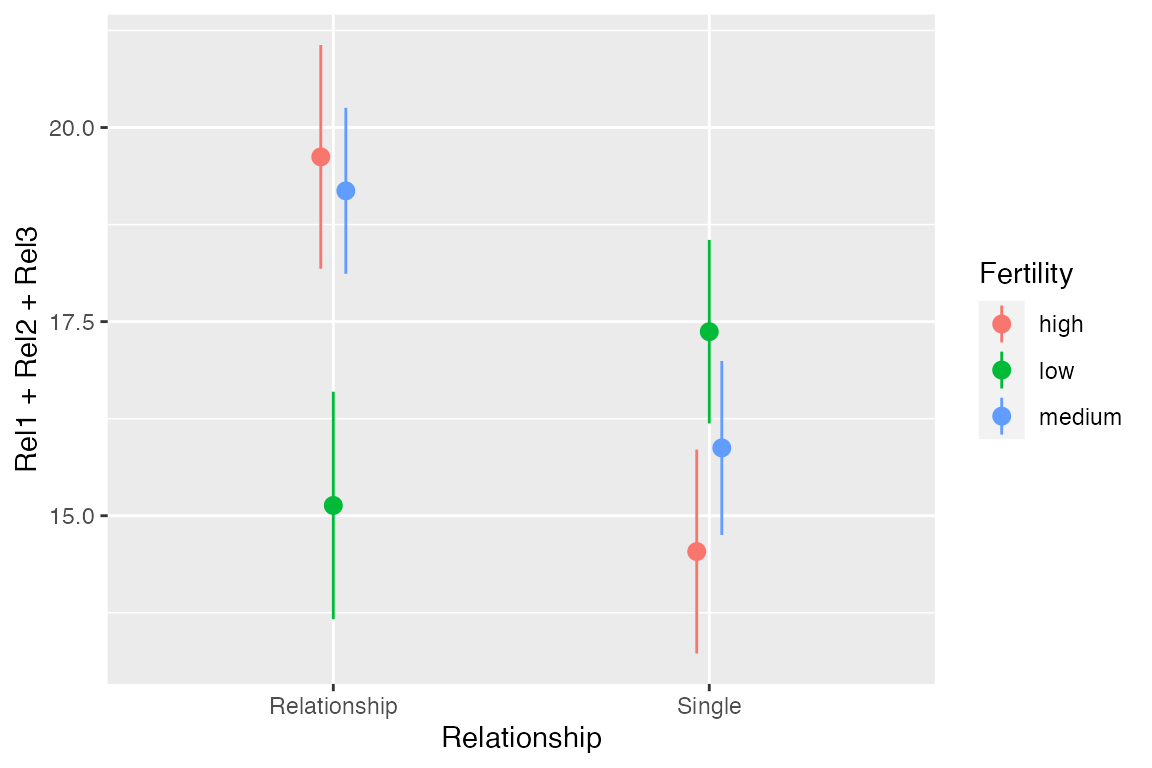 Rel1 + Rel2 + Rel3
20.0
17.5
15.0
Relationship
Single
Relationship
Fertility
high
low
medium